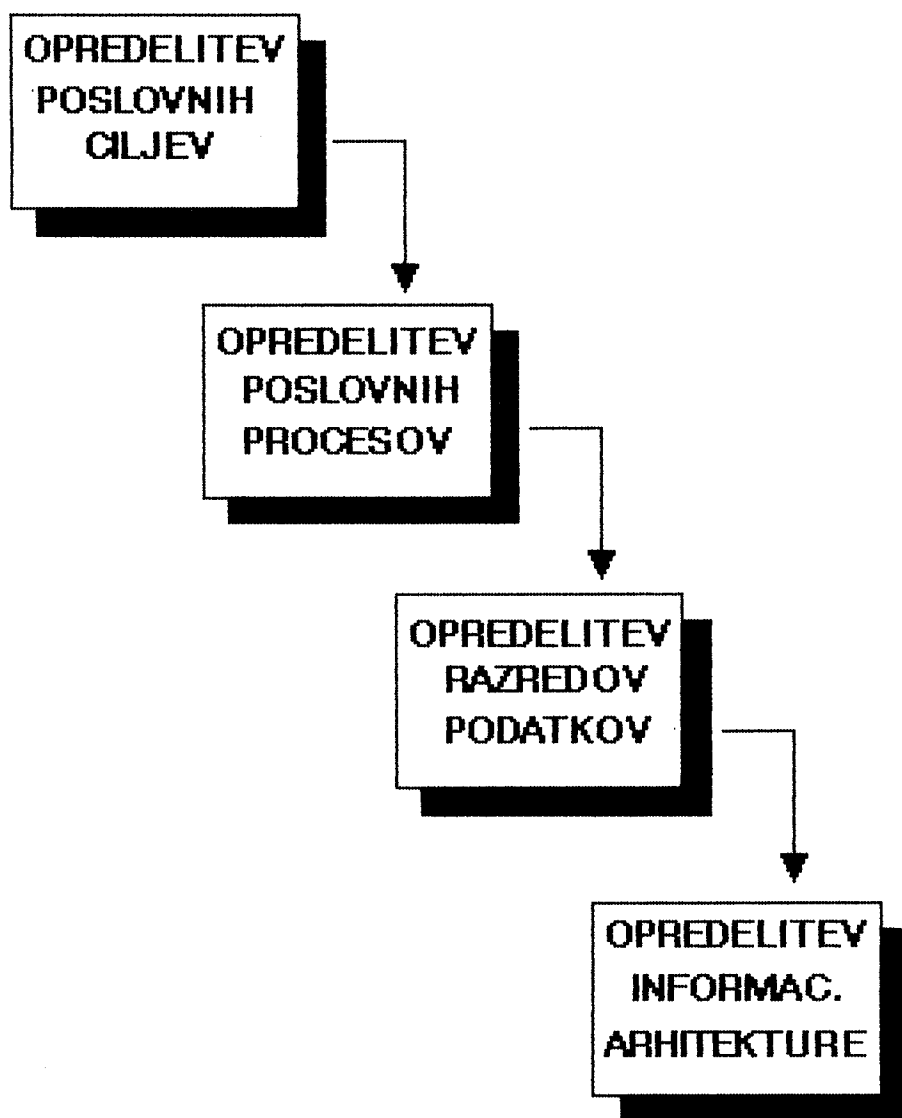 OPREDELITEV
POSLOVNIH
CILJEV
OPREDELITEV
POSLOVNIH
PROCESOV
OPREDELITEV
RAZREDOV
PODATKOV
OPREDELITEV
INFORMAC.
ARHITEKTURE